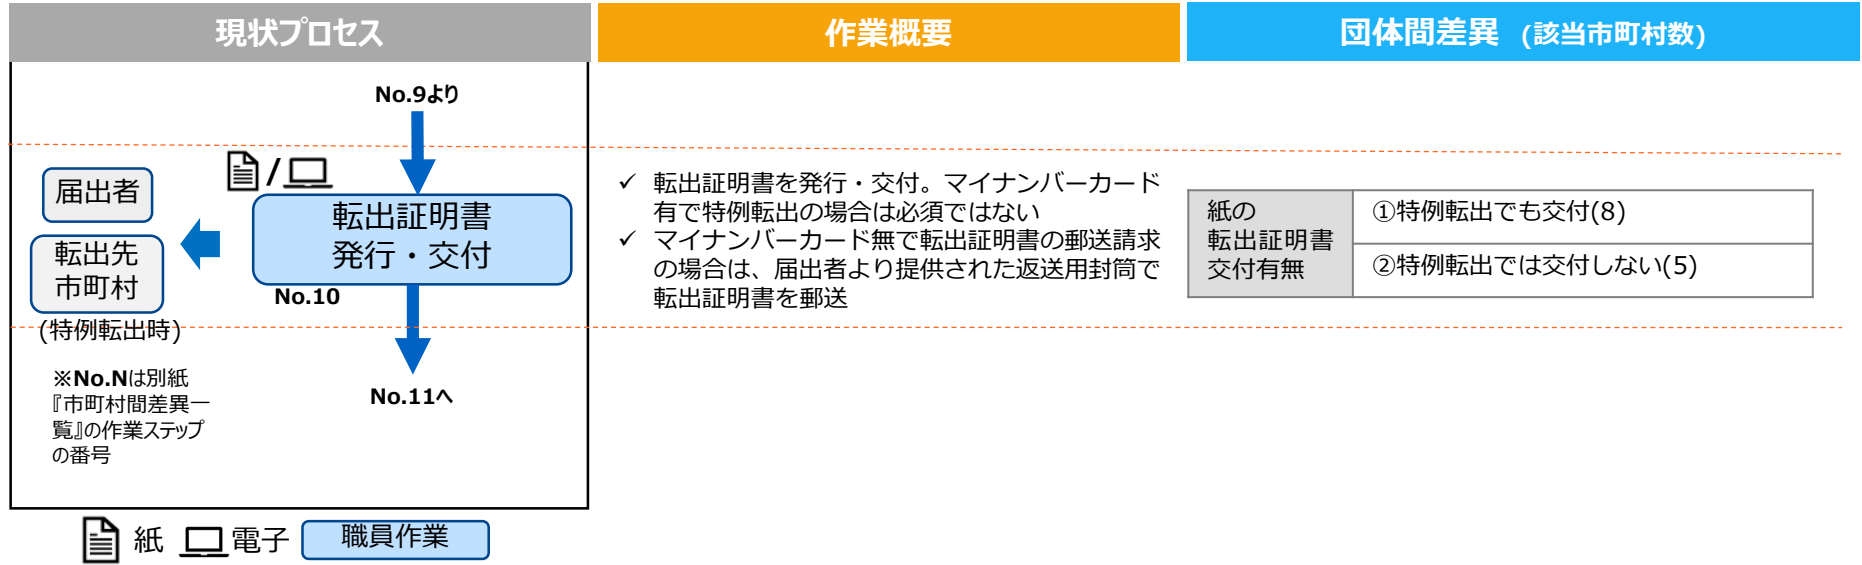 現状プロセス
作業概要
団体間差異 (該当市町村数)
No.9より
届出者
転出先
市町村
(特例転出時)
/
転出証明書
発行・交付
No.10
No.11へ
※No.Nは別紙
『市町村間差異一
覧』の作業ステップ
の番号
✓ 転出証明書を発行・交付。マイナンバーカード
有で特例転出の場合は必須ではない
✓ マイナンバーカード無で転出証明書の郵送請求
の場合は、届出者より提供された返送用封筒で
転出証明書を郵送
紙の
転出証明書
交付有無
①特例転出でも交付(8)
②特例転出では交付しない(5)
紙
電子
職員作業